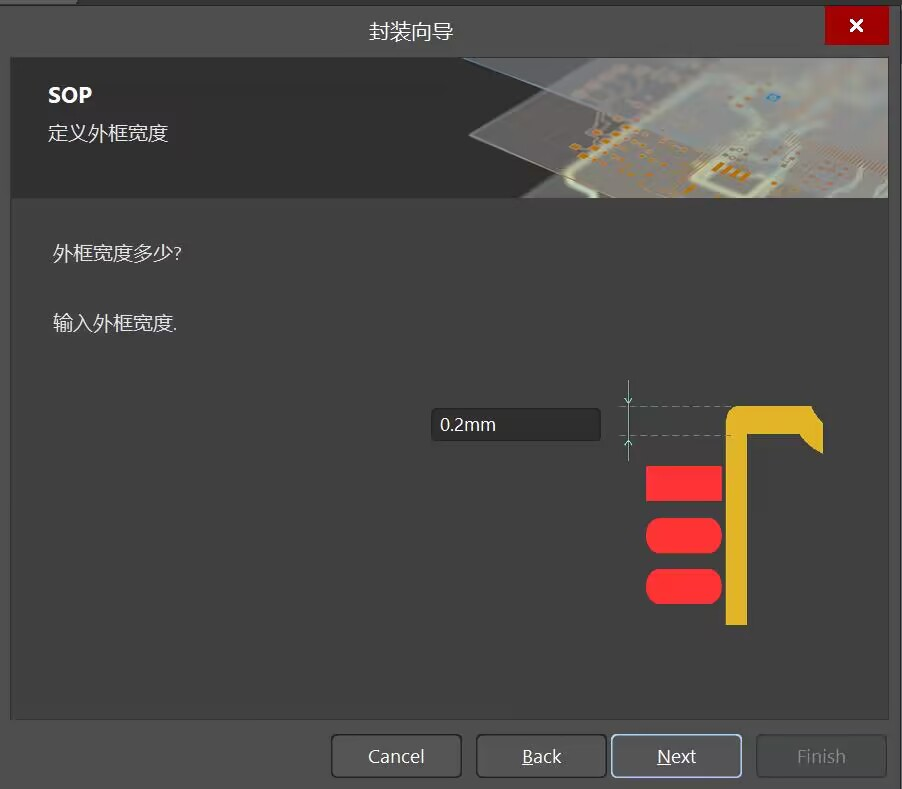 封装向导
SOP
定义外框宽度
外框宽度多少?
输入外框宽度.
0.2mm
Cancel
Back
Next
Finish